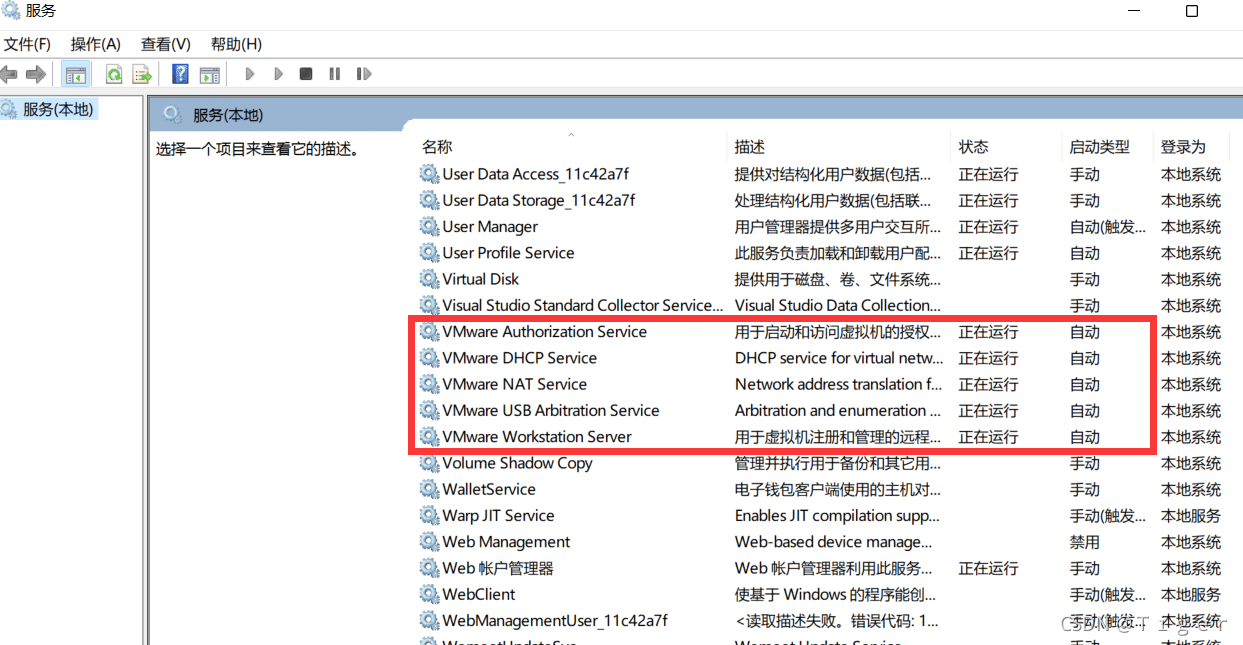 服务
文件(F) 操作(A) 查看(V) 帮助(H)
服务(本地)
服务(本地)
选择一个项目来查看它的描述。
名称 描述 状态 启动类型 登录为
User Data Access_11c42a7f 提供对结构化用户数据(包括... 正在运行 手动 本地系统
User Data Storage_11c42a7f 处理结构化用户数据(包括联... 正在运行 手动 本地系统
User Manager 用户管理器提供多用户交互所... 正在运行 自动(触发... 本地系统
User Profile Service 此服务负责加载和卸载用户配... 正在运行 自动 本地系统
Virtual Disk 提供用于磁盘、卷、文件系统... 手动 本地系统
Visual Studio Standard Collector Service... Visual Studio Data Collection... 手动 本地系统
VMware Authorization Service 用于启动和访问虚拟机的授权... 正在运行 自动 本地系统
VMware DHCP Service DHCP service for virtual netw... 正在运行 自动 本地系统
VMware NAT Service Network address translation f... 正在运行 自动 本地系统
VMware USB Arbitration Service Arbitration and enumeration ... 正在运行 自动 本地系统
VMware Workstation Server 用于虚拟机注册和管理的远程... 正在运行 自动 本地系统
Volume Shadow Copy 管理并执行用于备份和其它用... 手动 本地系统
WalletService 电子钱包客户端使用的主机对... 手动 本地系统
Warp JIT Service Enables JIT compilation supp... 手动(触发... 本地服务
Web Management Web-based device manage... 禁用 本地系统
Web 帐户管理器 Web 帐户管理器利用此服务... 正在运行 手动 本地系统
WebClient 使基于 Windows 的程序能创... 手动(触发... 本地服务
WebManagementUser_11c42a7f <读取描述失败。错误代码: 1... 手动(触发... 本地系统